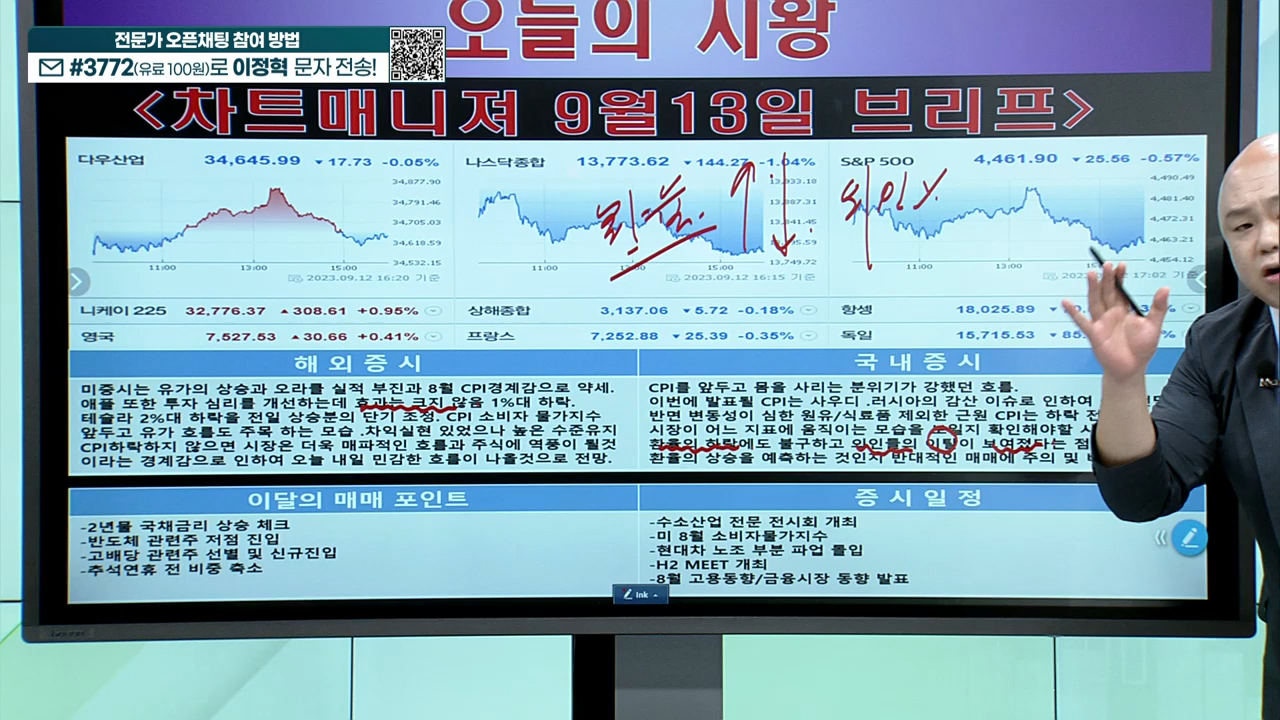 오늘의 시황
전문가 오픈채팅 참여 방법
#3772(유료 100원)로 이정혁 문자 전송!
<차트매니져 9월13일 브리프>
다우산업 34,645.99 ▼17.73 -0.05%
34,877.90
34,791.46
34,705.03
34,618.59
34,532.15
11:00 13:00 15:00
2023.09.12 16:20 기준
나스닥종합 13,773.62 ▼144.27 -1.04%
13,933.18
13,887.31
13,841.45
13,749.72
11:00 15:00
2023.09.12 16:15 기준
환율
S&P 500 4,461.90 ▼25.56 -0.57%
4,490.49
4,481.40
4,472.31
4,463.21
4,454.12
11:00 13:00
17:02 기준
니케이 225 32,776.37 ▲308.61 +0.95%
상해종합 3,137.06 ▼5.72 -0.18%
항셍 18,025.89
영국 7,527.53 ▲30.66 +0.41%
프랑스 7,252.88 ▼25.39 -0.35%
독일 15,715.53
해외증시
미중시는 유가의 상승과 오라클 실적 부진과 8월 CPI경계감으로 약세.
애플 또한 투자 심리를 개선하는데 효과는 크지 않음 1%대 하락.
테슬라 2%대 하락을 전일 상승분의 단기 조정. CPI 소비자 물가지수
앞두고 유가 흐름도 주목 하는 모습. 차익실현 있었으나 높은 수준유지
CPI하락하지 않으면 시장은 더욱 매파적인 흐름과 주식에 역풍이 될것
이라는 경계감으로 인하여 오늘 내일 민감한 흐름이 나올것으로 전망.
국내증시
CPI를 앞두고 몸을 사리는 분위기가 강했던 흐름.
이번에 발표될 CPI는 사우디 .러시아의 감산 이슈로 인하여
반면 변동성이 심한 원유/식료품 제외한 근원 CPI는 하락
시장이 어느 지표에 움직이는 모습을 확인해야할
환율의 하락에도 불구하고 외인들의 이탈이 보여졌다는 점
환율의 상승을 예측하는 것인지 반대적인 매매에 주의 및
이달의 매매 포인트
-2년물 국채금리 상승 체크
-반도체 관련주 저점 진입
-고배당 관련주 선별 및 신규진입
-추석연휴 전 비중 축소
증시일정
-수소산업 전문 전시회 개최
-미 8월 소비자물가지수
-현대차 노조 부분 파업 돌입
-H2 MEET 개최
-8월 고용동향/금융시장 동향 발표
Ink